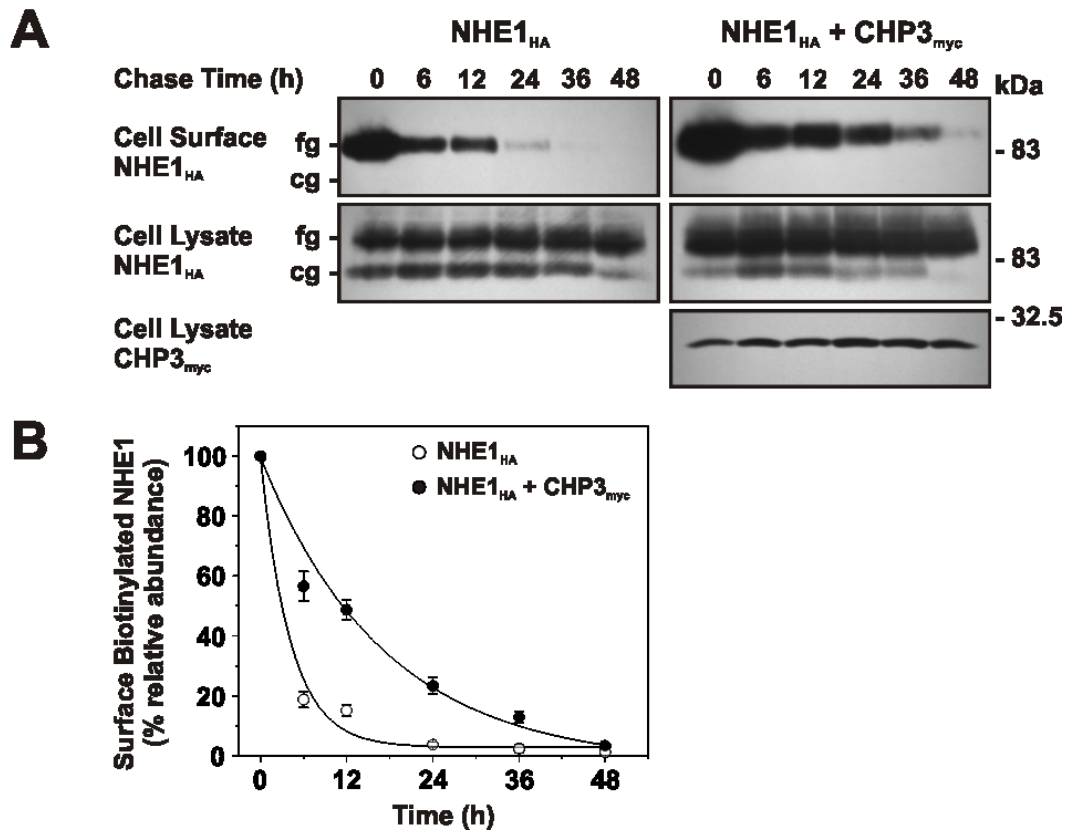 A
NHE1HA NHE1HA + CHP3myc
Chase Time (h) 0 6 12 24 36 48 0 6 12 24 36 48 kDa
Cell Surface NHE1HA fg - cg - - 83
Cell Lysate NHE1HA fg - cg - - 83
Cell Lysate CHP3myc - 32.5
B
Surface Biotinylated NHE1
(% relative abundance)
100
80
60
40
20
0
NHE1HA
NHE1HA + CHP3myc
0 12 24 36 48
Time (h)